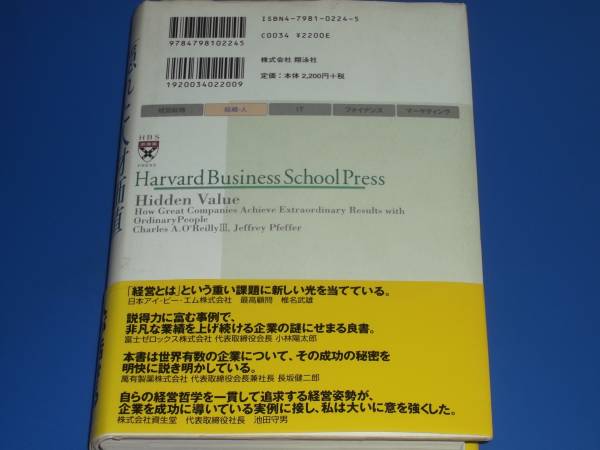 ISBN4-7981-0224-5
C0034 ¥2200E
9784798102245
株式会社 翔泳社
定価：本体 2,200円＋税
1920034022009
経営戦略
組織・人
IT
ファイナンス
マーケティング
HBS
PRESS
Harvard Business School Press
Hidden Value
How Great Companies Achieve Extraordinary Results with
OrdinaryPeople
Charles A.O'ReillyⅢ, Jeffrey Pfeffer
「経営とは」という重い課題に新しい光を当てている。
日本アイ・ビー・エム株式会社 最高顧問 椎名武雄
説得力に富む事例で、
非凡な業績を上げ続ける企業の謎にせまる良書。
富士ゼロックス株式会社 代表取締役会長 小林陽太郎
本書は世界有数の企業について、その成功の秘密を
明快に説き明かしている。
萬有製薬株式会社 代表取締役会長兼社長 長坂健二郎
自らの経営哲学を一貫して追求する経営姿勢が、
企業を成功に導いている実例に接し、私は大いに意を強くした。
株式会社資生堂 代表取締役社長 池田守男